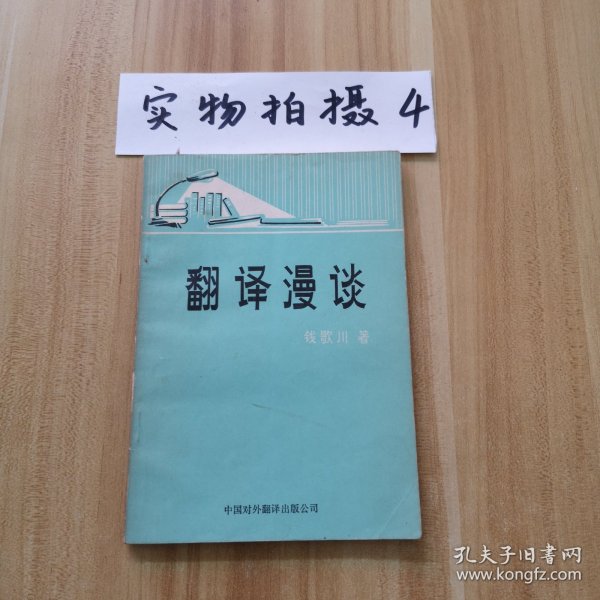 实物拍摄 4
翻译漫谈
钱歌川 著
中国对外翻译出版公司
孔夫子旧书网
www.kongfz.com